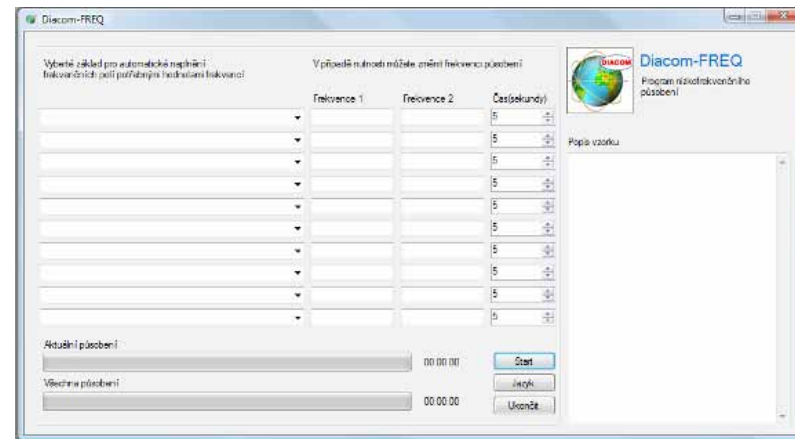 Diacom-FREQ
Vyberte základ pro automatické naplnění
frekvenčních polí potřebnými hodnotami frekvencí
V případě nutnosti můžete změnit frekvenci působení
Frekvence 1
Frekvence 2
Čas(sekundy)
5
5
5
5
5
5
5
5
5
5
DIACOM
Diacom-FREQ
Program nízkofrekvenčního
působení
Popis vzorku
Aktuální působení
00:00:00
Start
Jazyk
Všechna působení
00:00:00
Ukončit